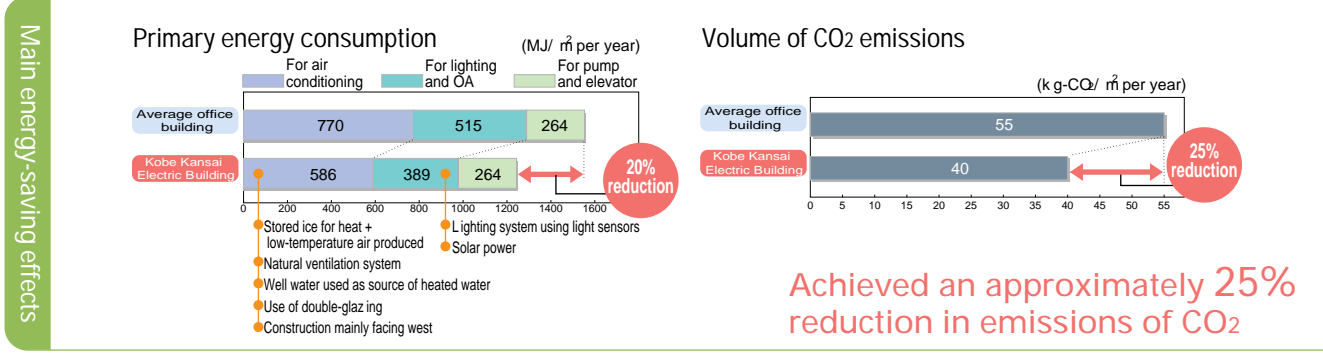 Main energy-saving effects
Primary energy consumption
(MJ/ ㎡ per year)
For air
conditioning
For lighting
and OA
For pump
and elevator
Average office
building
770
515
264
Kobe Kansai
Electric Building
586
389
264
20%
reduction
0 200 400 600 800 1000 1200 1400 1600
Stored ice for heat +
low-temperature air produced
Natural ventilation system
Well water used as source of heated water
Use of double-glaz ing
Construction mainly facing west
Lighting system using light sensors
Solar power
Volume of CO2 emissions
(k g-CO2/ ㎡ per year)
Average office
building
55
Kobe Kansai
Electric Building
40
25%
reduction
0 5 10 15 20 25 30 35 40 45 50 55
Achieved an approximately 25%
reduction in emissions of CO2